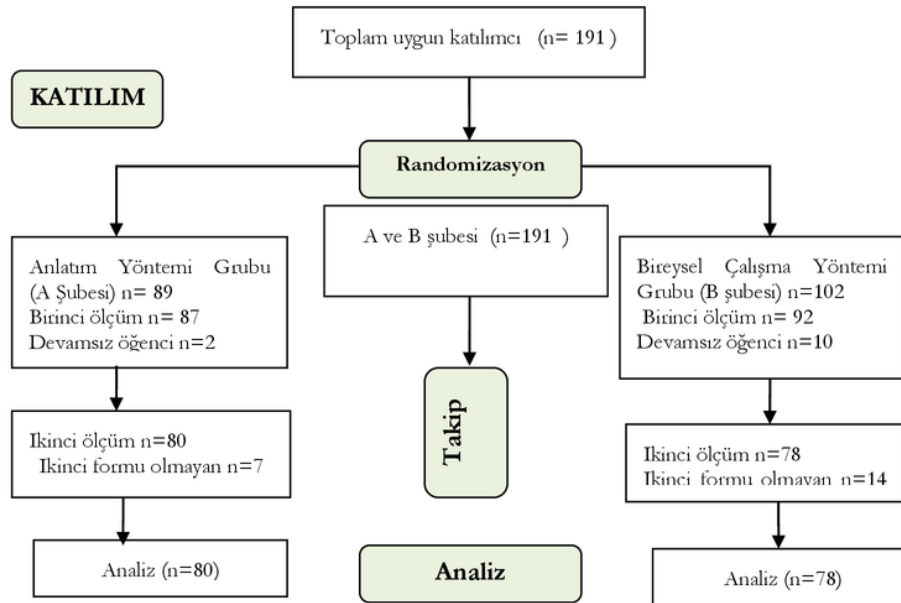 Toplam uygun katılımcı (n= 191 )
KATILIM
Randomizasyon
A ve B şubesi (n=191 )
Anlatım Yöntemi Grubu
(A Şubesi) n= 89
Birinci ölçüm n= 87
Devamsız öğenci n=2
Bireysel Çalışma Yöntemi
Grubu (B şubesi) n=102
Birinci ölçüm n= 92
Devamsız öğenci n=10
Takip
Ikinci ölçüm n=80
Ikinci formu olmayan n=7
Ikinci ölçüm n=78
Ikinci formu olmayan n=14
Analiz (n=80)
Analiz
Analiz (n=78)